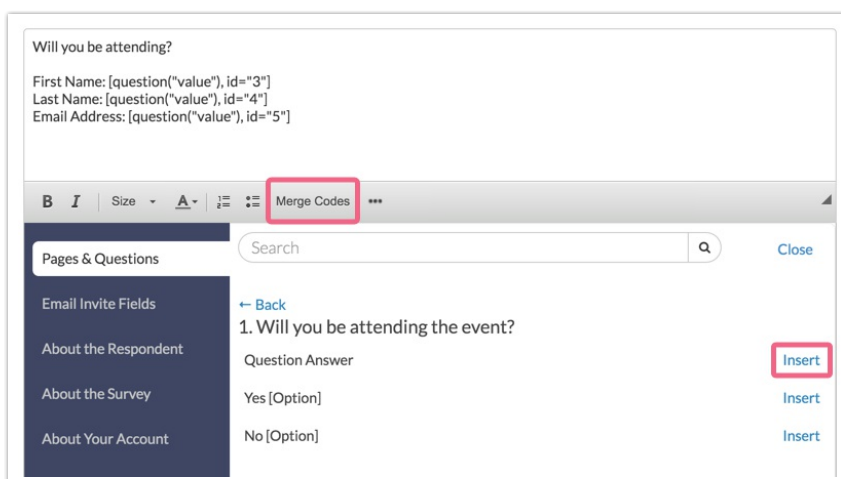 Will you be attending?
First Name: [question("value"), id="3"]
Last Name: [question("value"), id="4"]
Email Address: [question("value"), id="5"]
B I Size A Merge Codes •••
Search Close
Pages & Questions
Email Invite Fields
About the Respondent
About the Survey
About Your Account
← Back
1. Will you be attending the event?
Question Answer Insert
Yes [Option] Insert
No [Option] Insert